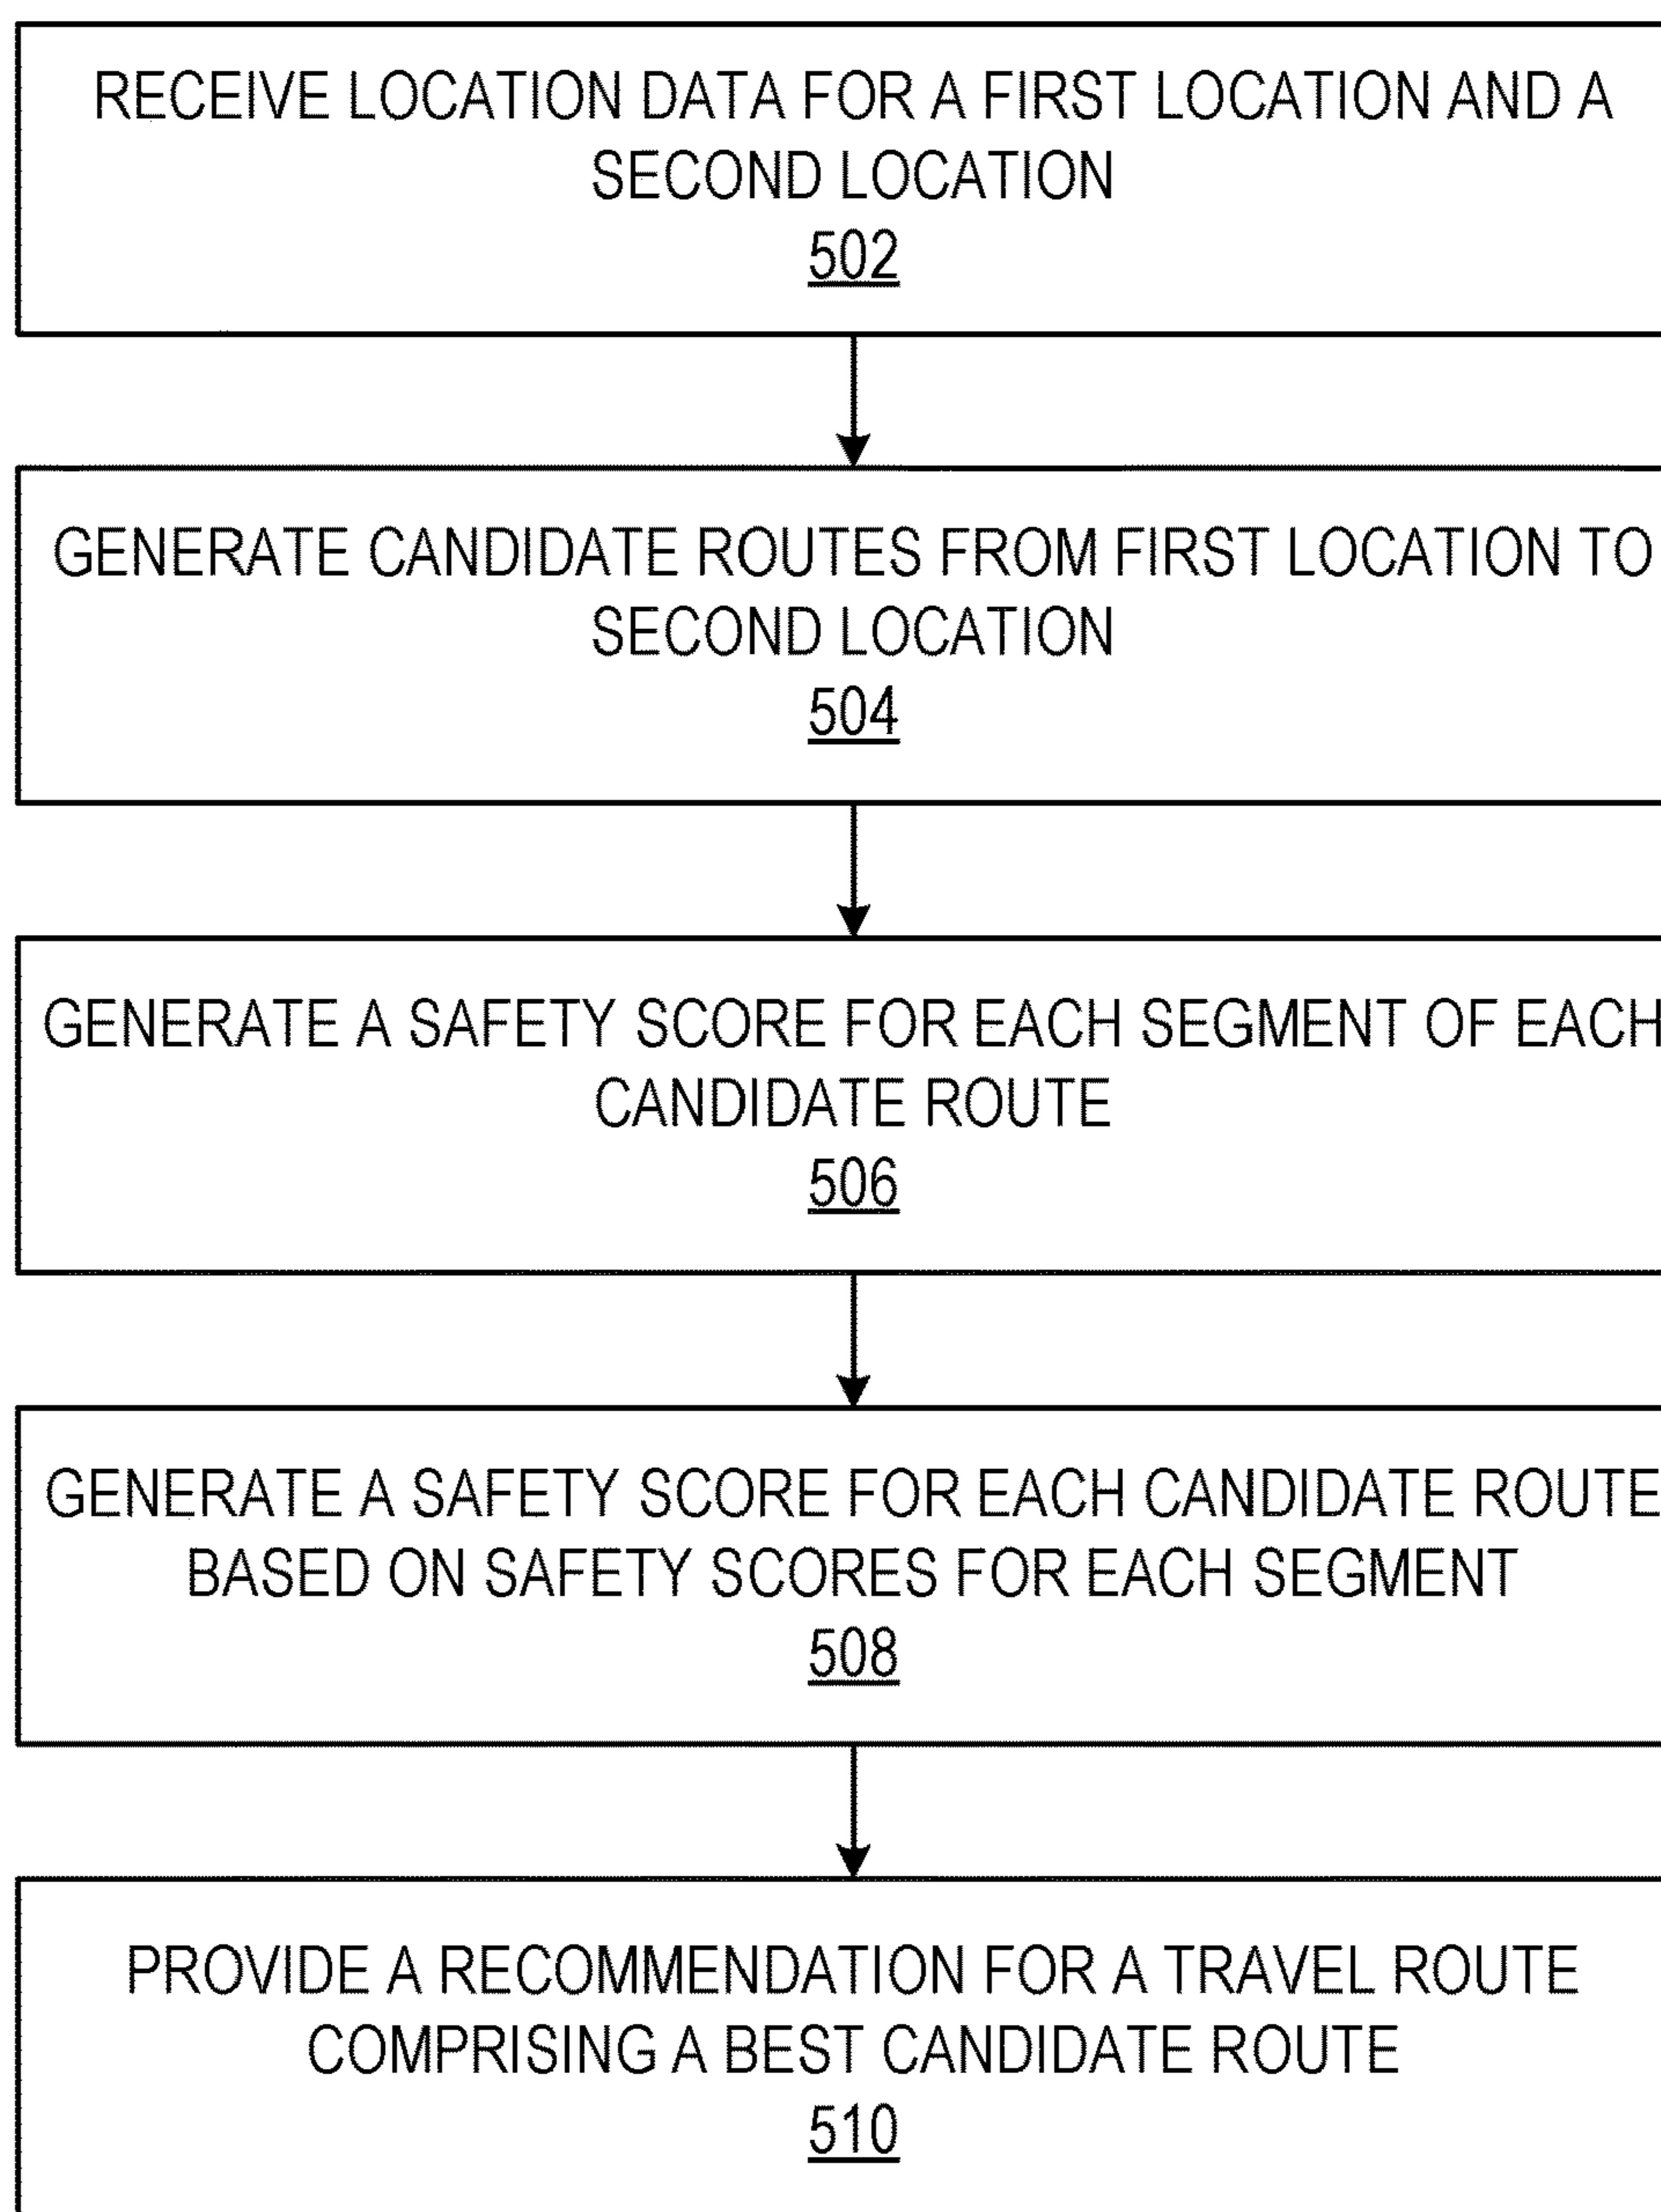 RECEIVE LOCATION DATA FOR A FIRST LOCATION AND A
SECOND LOCATION
502
GENERATE CANDIDATE ROUTES FROM FIRST LOCATION TO
SECOND LOCATION
504
GENERATE A SAFETY SCORE FOR EACH SEGMENT OF EACH
CANDIDATE ROUTE
506
GENERATE A SAFETY SCORE FOR EACH CANDIDATE ROUTE
BASED ON SAFETY SCORES FOR EACH SEGMENT
508
PROVIDE A RECOMMENDATION FOR A TRAVEL ROUTE
COMPRISING A BEST CANDIDATE ROUTE
510